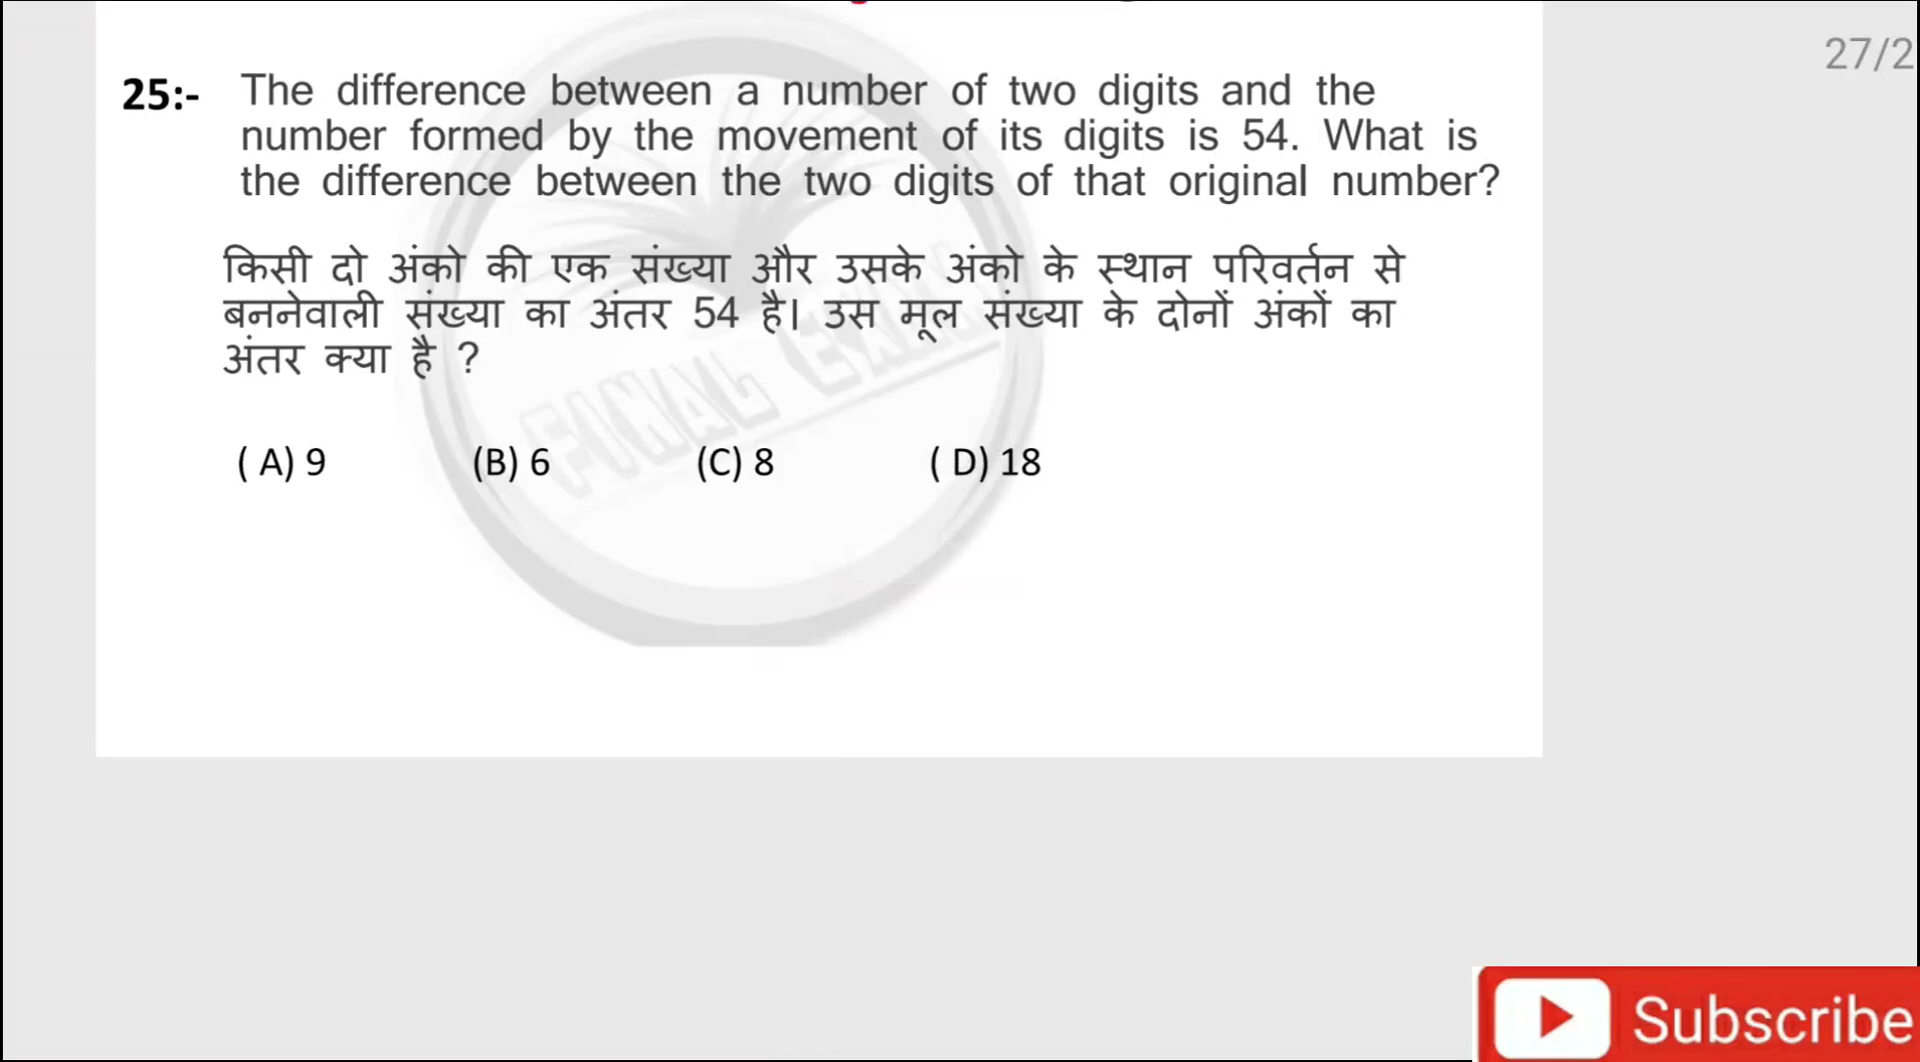 27/2
25:- The difference between a number of two digits and the
number formed by the movement of its digits is 54. What is
the difference between the two digits of that original number?
किसी दो अंको की एक संख्या और उसके अंको के स्थान परिवर्तन से
बननेवाली संख्या का अंतर 54 है। उस मूल संख्या के दोनों अंकों का
अंतर क्या है ?
( A) 9 (B) 6 (C) 8 ( D) 18
FINAL EXAM
Subscribe